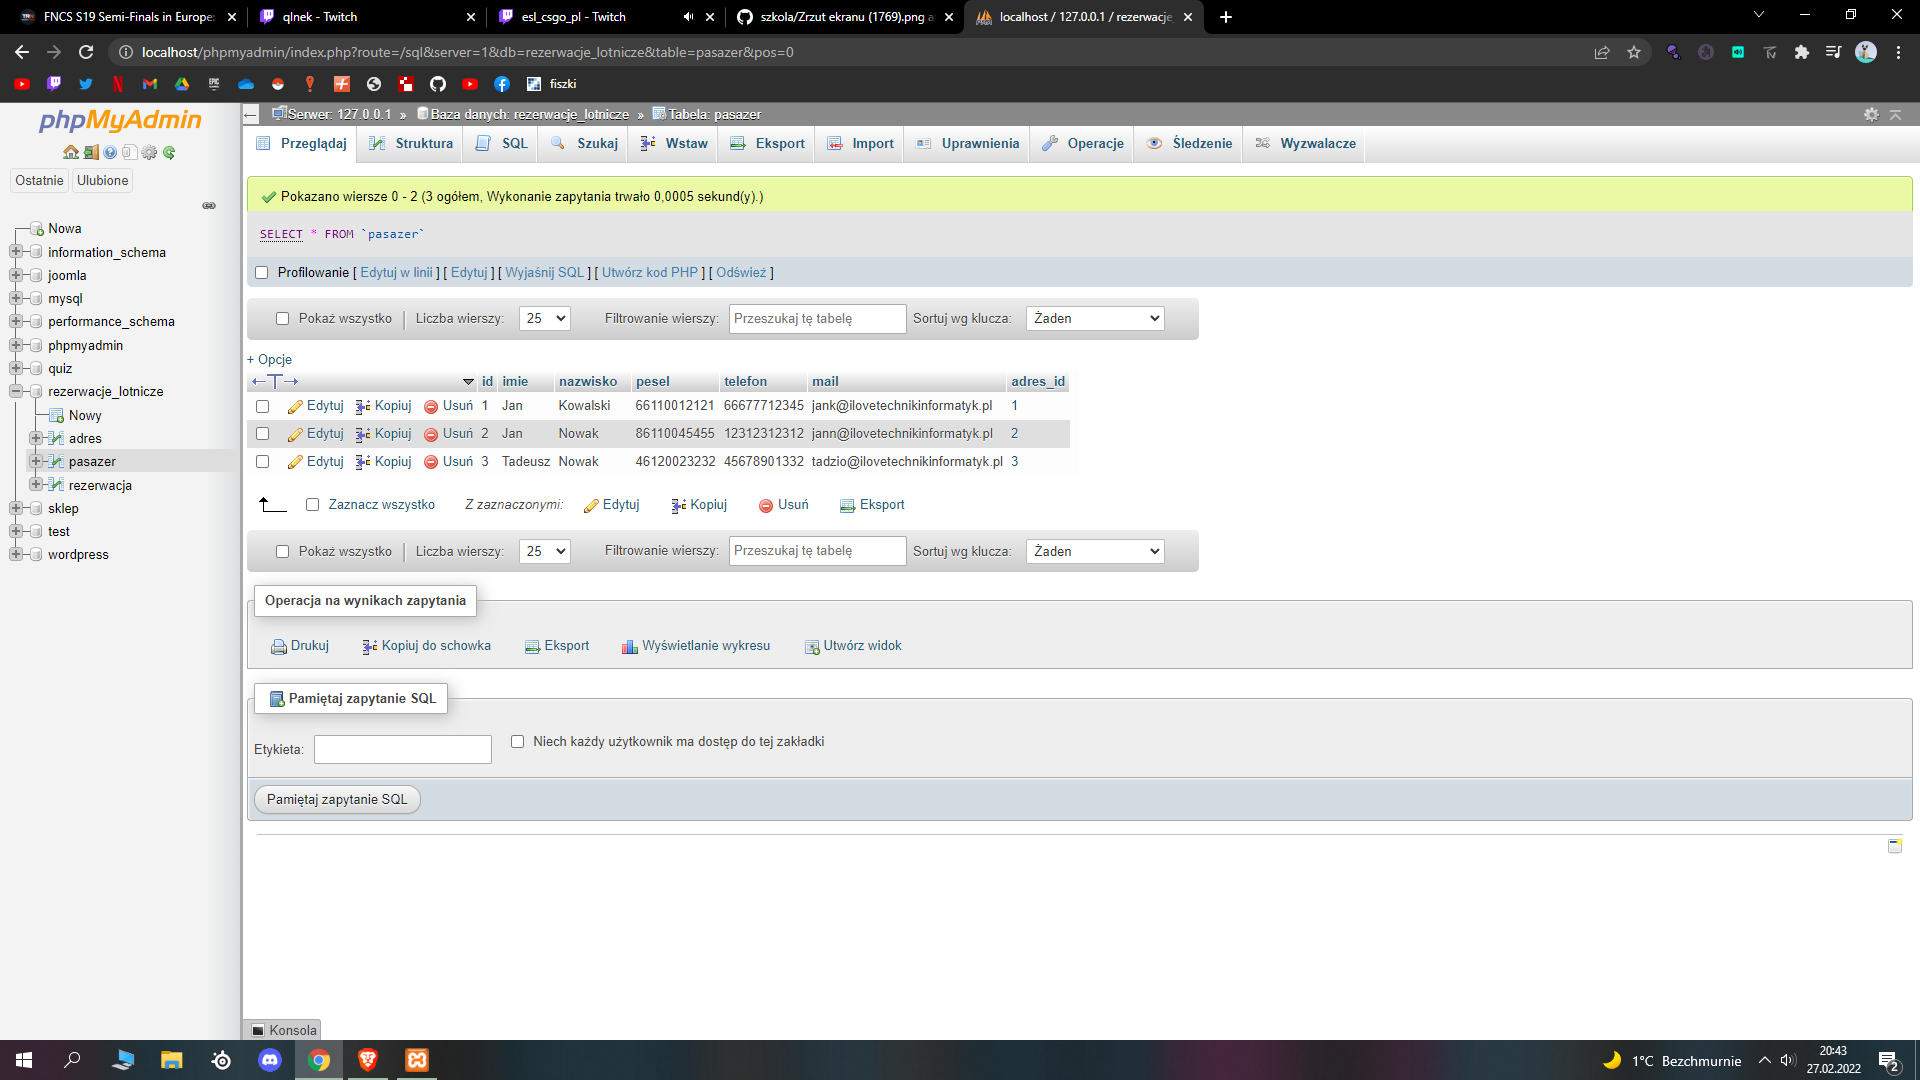 FNCS S19 Semi-Finals in Europe:
qlnek - Twitch
esl_csgo_pl - Twitch
szkola/Zrzut ekranu (1769).png a
localhost / 127.0.0.1 / rezerwacje_
localhost/phpmyadmin/index.php?route=/sql&server=1&db=rezerwacje_lotnicze&table=pasazer&pos=0
fiszki
phpMyAdmin
Ostatnie Ulubione
Nowa
information_schema
joomla
mysql
performance_schema
phpmyadmin
quiz
rezerwacje_lotnicze
Nowy
adres
pasazer
rezerwacja
sklep
test
wordpress
Serwer: 127.0.0.1 » Baza danych: rezerwacje_lotnicze » Tabela: pasazer
Przeglądaj Struktura SQL Szukaj Wstaw Eksport Import Uprawnienia Operacje Śledzenie Wyzwalacze
Pokazano wiersze 0 - 2 (3 ogółem, Wykonanie zapytania trwało 0,0005 sekund(y).)
SELECT * FROM `pasazer`
Profilowanie [ Edytuj w linii ] [ Edytuj ] [ Wyjaśnij SQL ] [ Utwórz kod PHP ] [ Odśwież ]
Pokaż wszystko | Liczba wierszy: 25 Filtrowanie wierszy: Przeszukaj tę tabelę Sortuj wg klucza: Żaden
+ Opcje
←T→ id imie nazwisko pesel telefon mail adres_id
Edytuj Kopiuj Usuń 1 Jan Kowalski 66110012121 66677712345 jank@ilovetechnikinformatyk.pl 1
Edytuj Kopiuj Usuń 2 Jan Nowak 86110045455 12312312312 jann@ilovetechnikinformatyk.pl 2
Edytuj Kopiuj Usuń 3 Tadeusz Nowak 46120023232 45678901332 tadzio@ilovetechnikinformatyk.pl 3
Zaznacz wszystko Z zaznaczonymi: Edytuj Kopiuj Usuń Eksport
Pokaż wszystko | Liczba wierszy: 25 Filtrowanie wierszy: Przeszukaj tę tabelę Sortuj wg klucza: Żaden
Operacja na wynikach zapytania
Drukuj Kopiuj do schowka Eksport Wyświetlanie wykresu Utwórz widok
Pamiętaj zapytanie SQL
Etykieta: Niech każdy użytkownik ma dostęp do tej zakładki
Pamiętaj zapytanie SQL
Konsola
1°C Bezchmurnie
20:43
27.02.2022
2